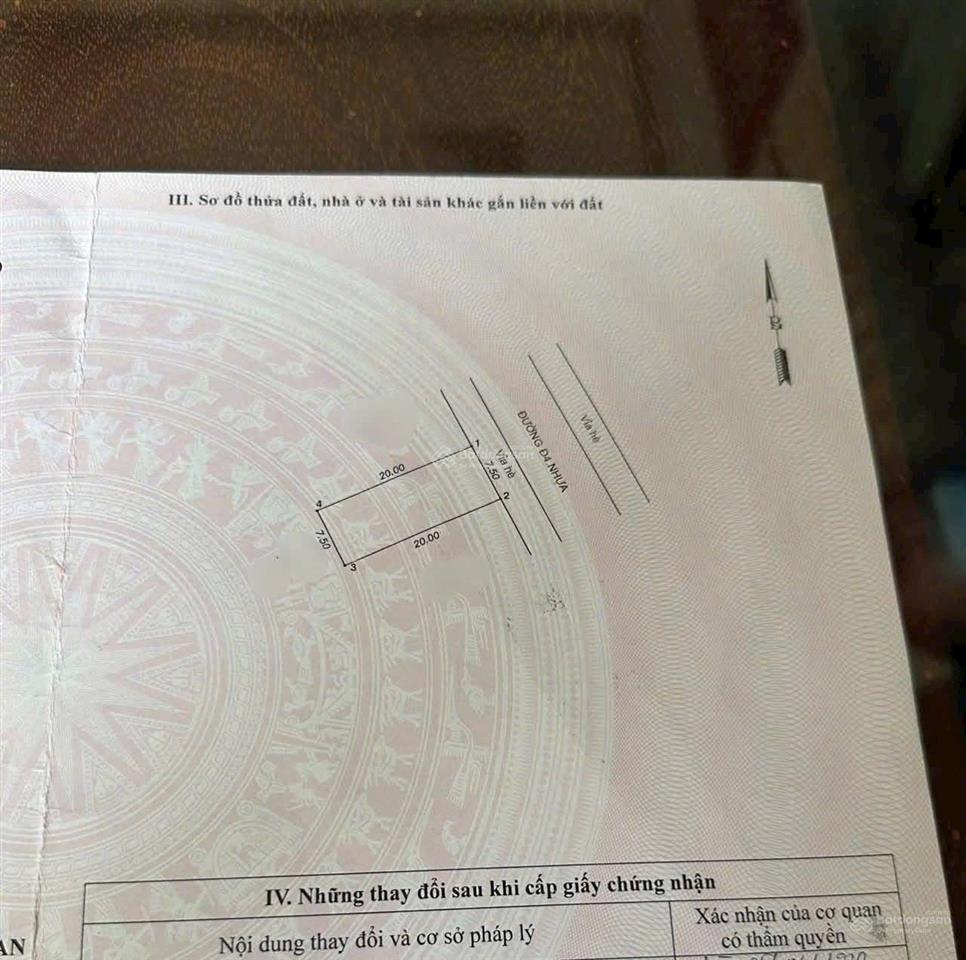 III. Sơ đồ thửa đất, nhà ở và tài sản khác gắn liền với đất
B
Vỉa hè
ĐƯỜNG Đ4 NHỰA
Vỉa hè
1
20.00
7.50
2
4
7.50
20.00
3
IV. Những thay đổi sau khi cấp giấy chứng nhận
Nội dung thay đổi và cơ sở pháp lý
Xác nhận của cơ quan
có thẩm quyền
AN
Batdongsan